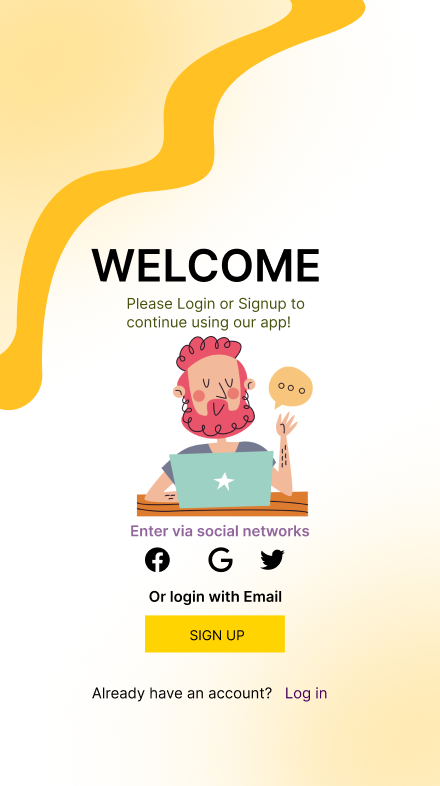 WELCOME
Please Login or Signup to
continue using our app!
Enter via social networks
Or login with Email
SIGN UP
Already have an account? Log in